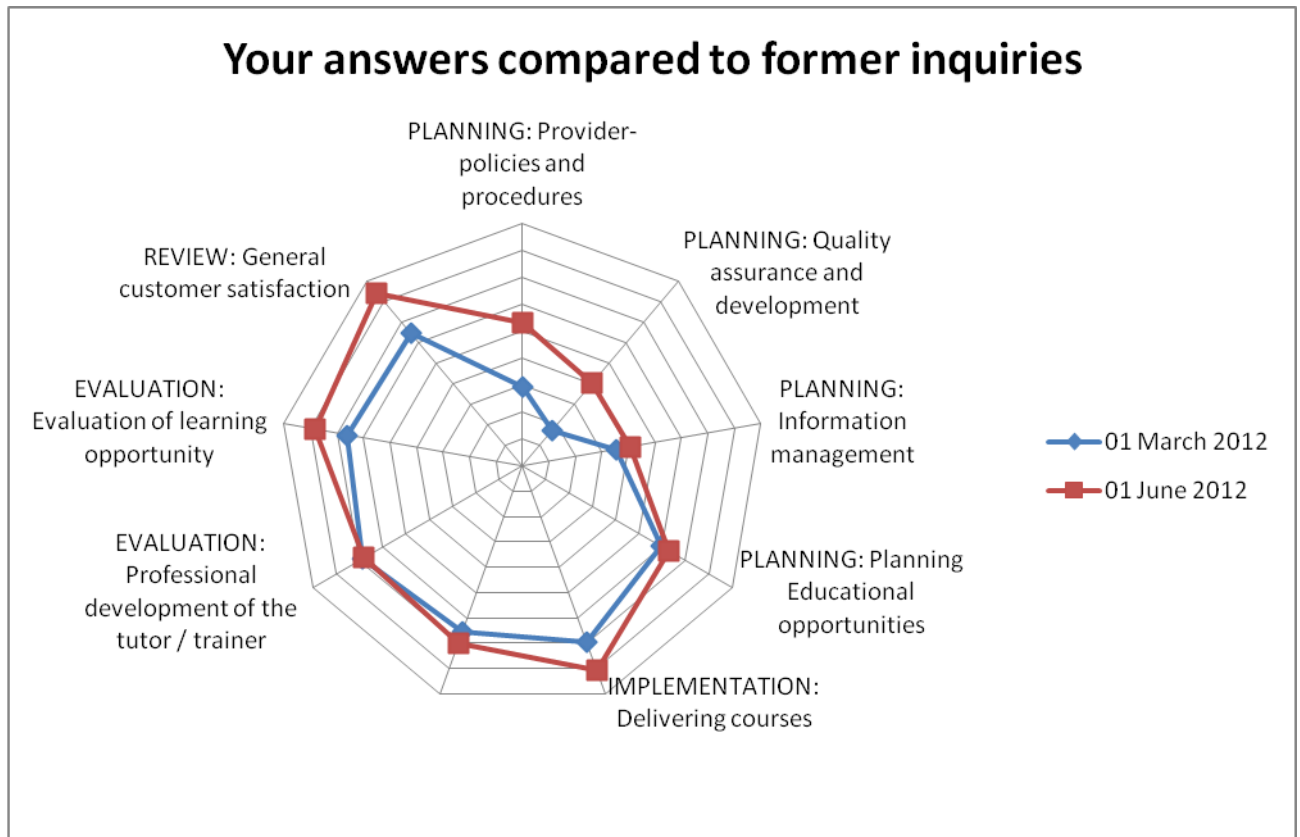 Your answers compared to former inquiries
PLANNING: Provider-
policies and
procedures
PLANNING: Quality
assurance and
development
PLANNING:
Information
management
PLANNING: Planning
Educational
opportunities
IMPLEMENTATION:
Delivering courses
EVALUATION:
Professional
development of the
tutor / trainer
EVALUATION:
Evaluation of learning
opportunity
REVIEW: General
customer satisfaction
01 March 2012
01 June 2012